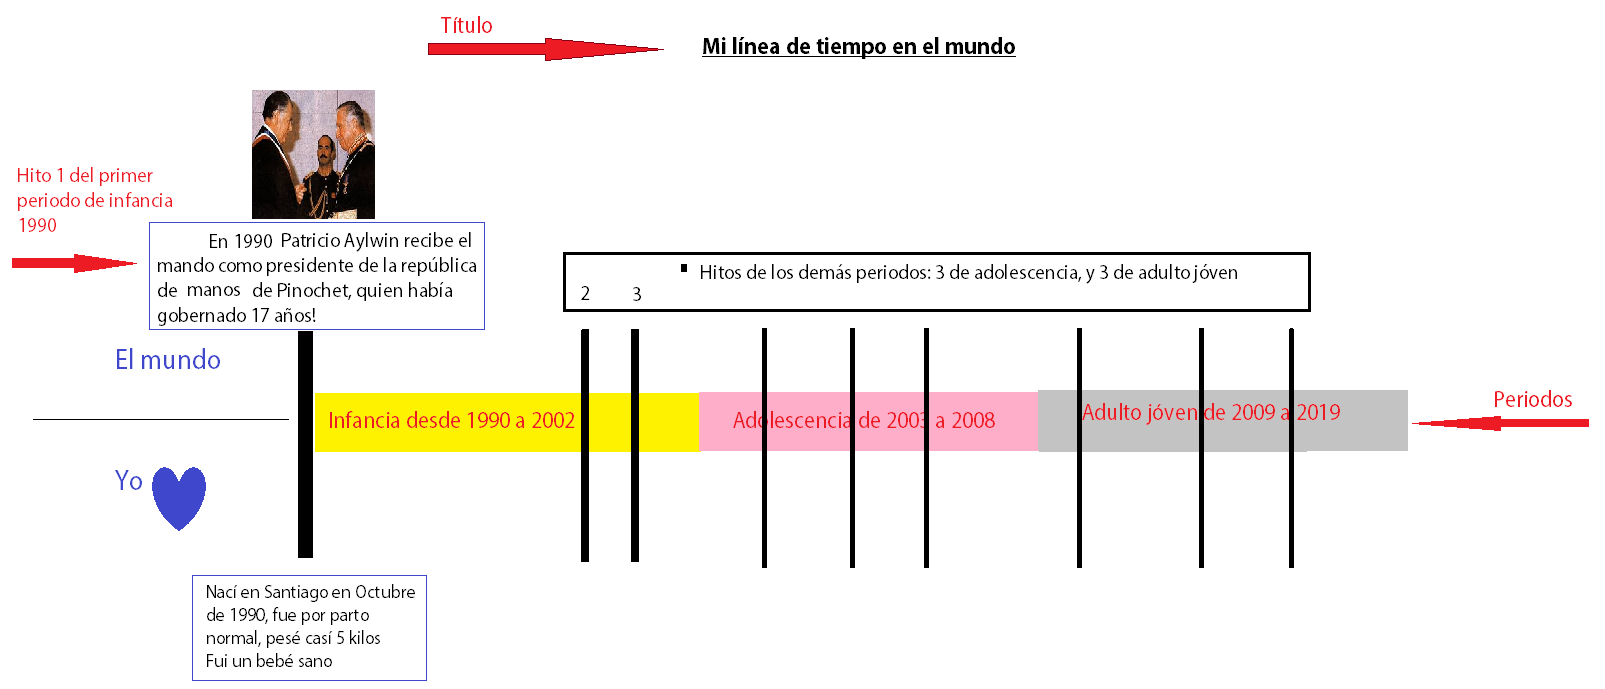 Título
Mi línea de tiempo en el mundo
Hito 1 del primer
periodo de infancia
1990
En 1990 Patricio Aylwin recibe el
mando como presidente de la república
de manos de Pinochet, quien había
gobernado 17 años!
▪ Hitos de los demás periodos: 3 de adolescencia, y 3 de adulto jóven
2 3
El mundo
Infancia desde 1990 a 2002
Adolescencia de 2003 a 2008
Adulto jóven de 2009 a 2019
Periodos
Yo
Nací en Santiago en Octubre
de 1990, fue por parto
normal, pesé casí 5 kilos
Fui un bebé sano